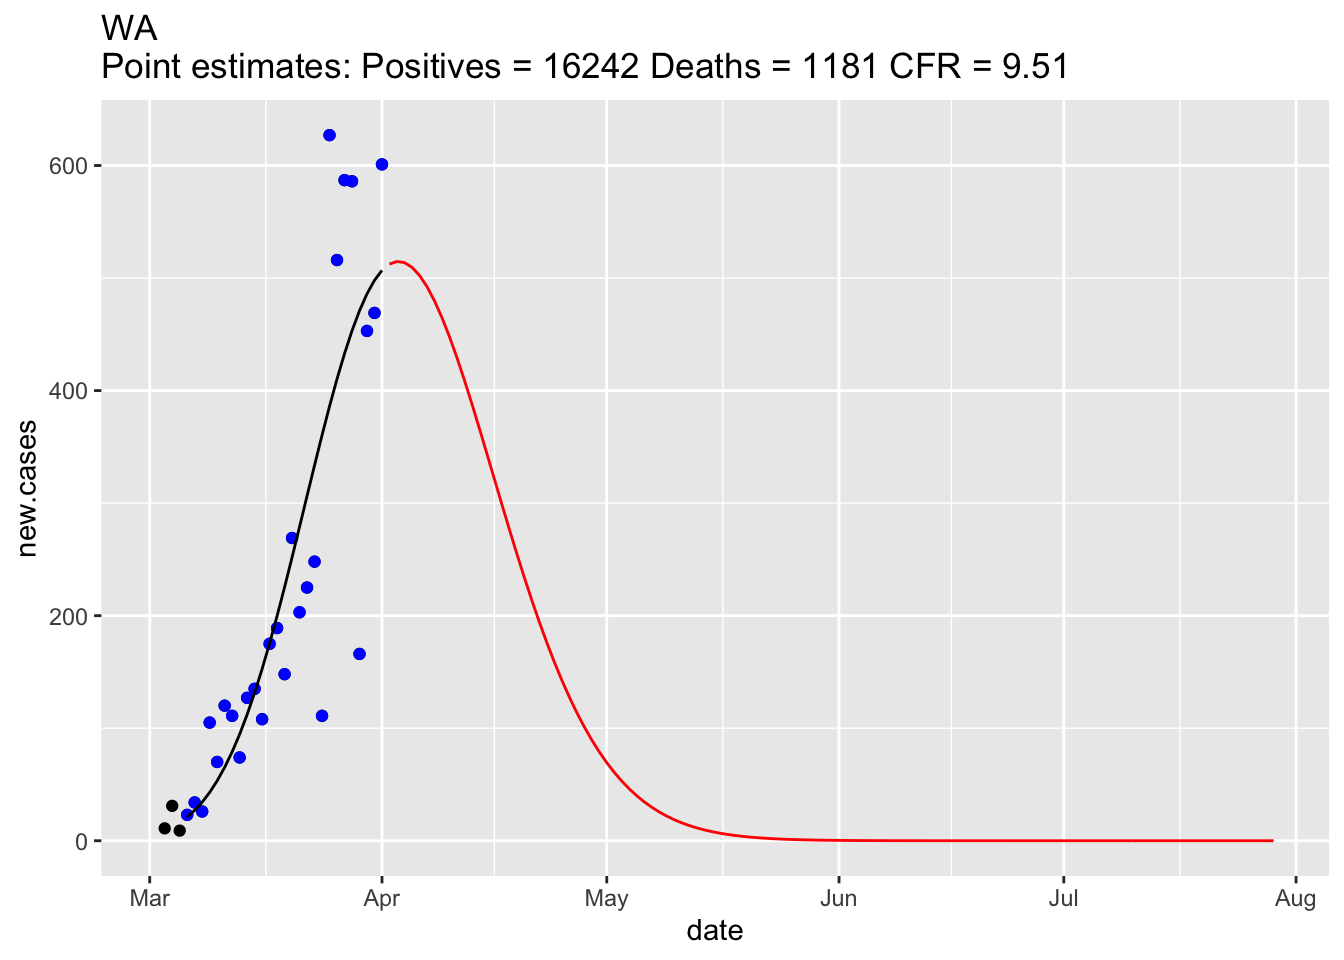 WA
Point estimates: Positives = 16242 Deaths = 1181 CFR = 9.51
600
400
200
0
new.cases
Mar
Apr
May
Jun
Jul
Aug
date